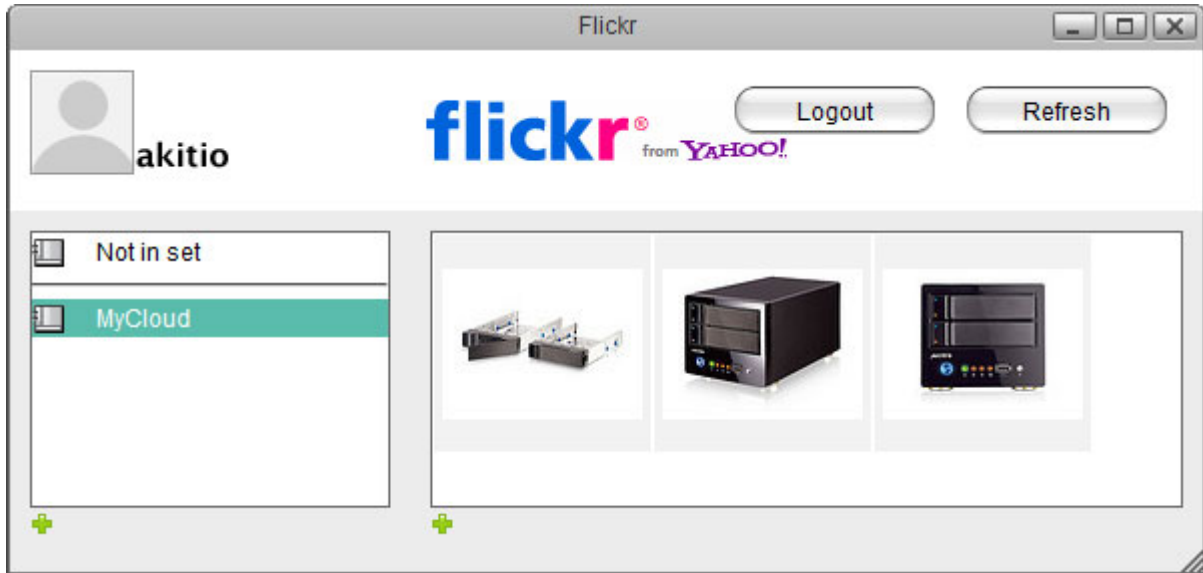 Flickr
akitio
flickr®
from YAHOO!
Logout
Refresh
Not in set
MyCloud